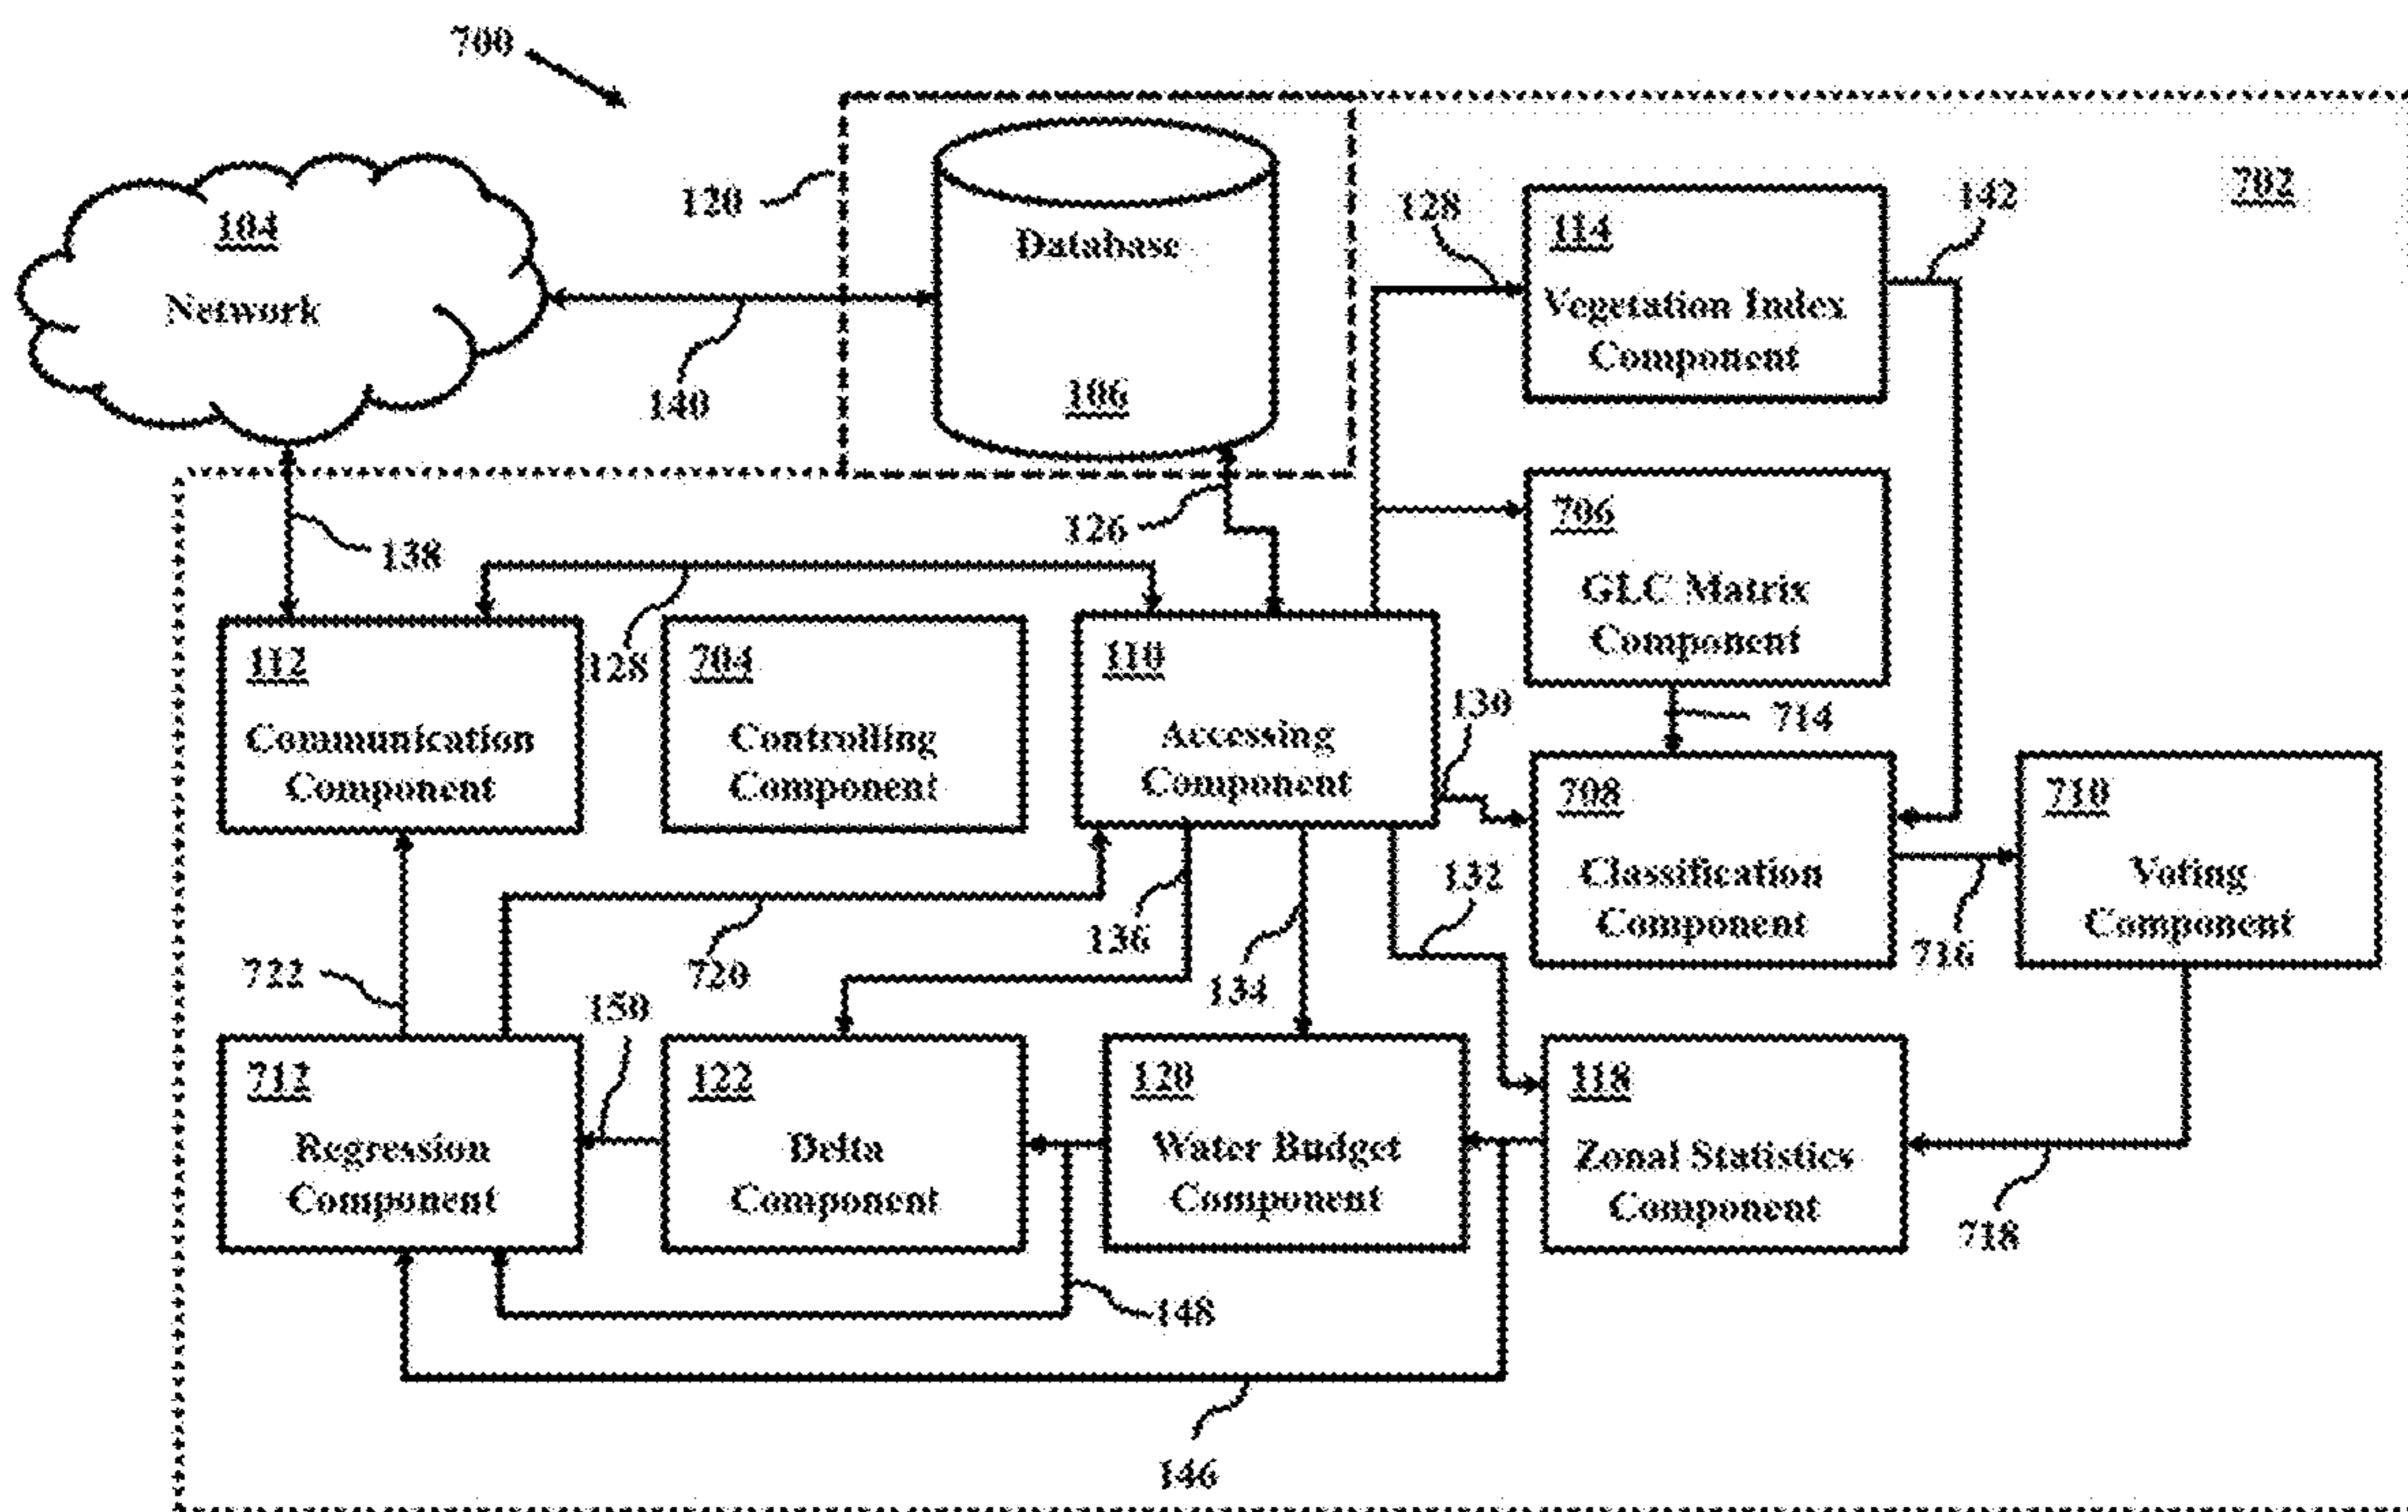 700
120
104
Network
Database
106
140
128
114
Vegetation Index
Component
142
702
138
126
706
GLC Matrix
Component
112
Communication
Component
128
704
Controlling
Component
110
Accessing
Component
130
714
708
Classification
Component
710
Voting
Component
132
716
136
134
722
720
150
712
Regression
Component
122
Delta
Component
120
Water Budget
Component
118
Zonal Statistics
Component
718
148
146